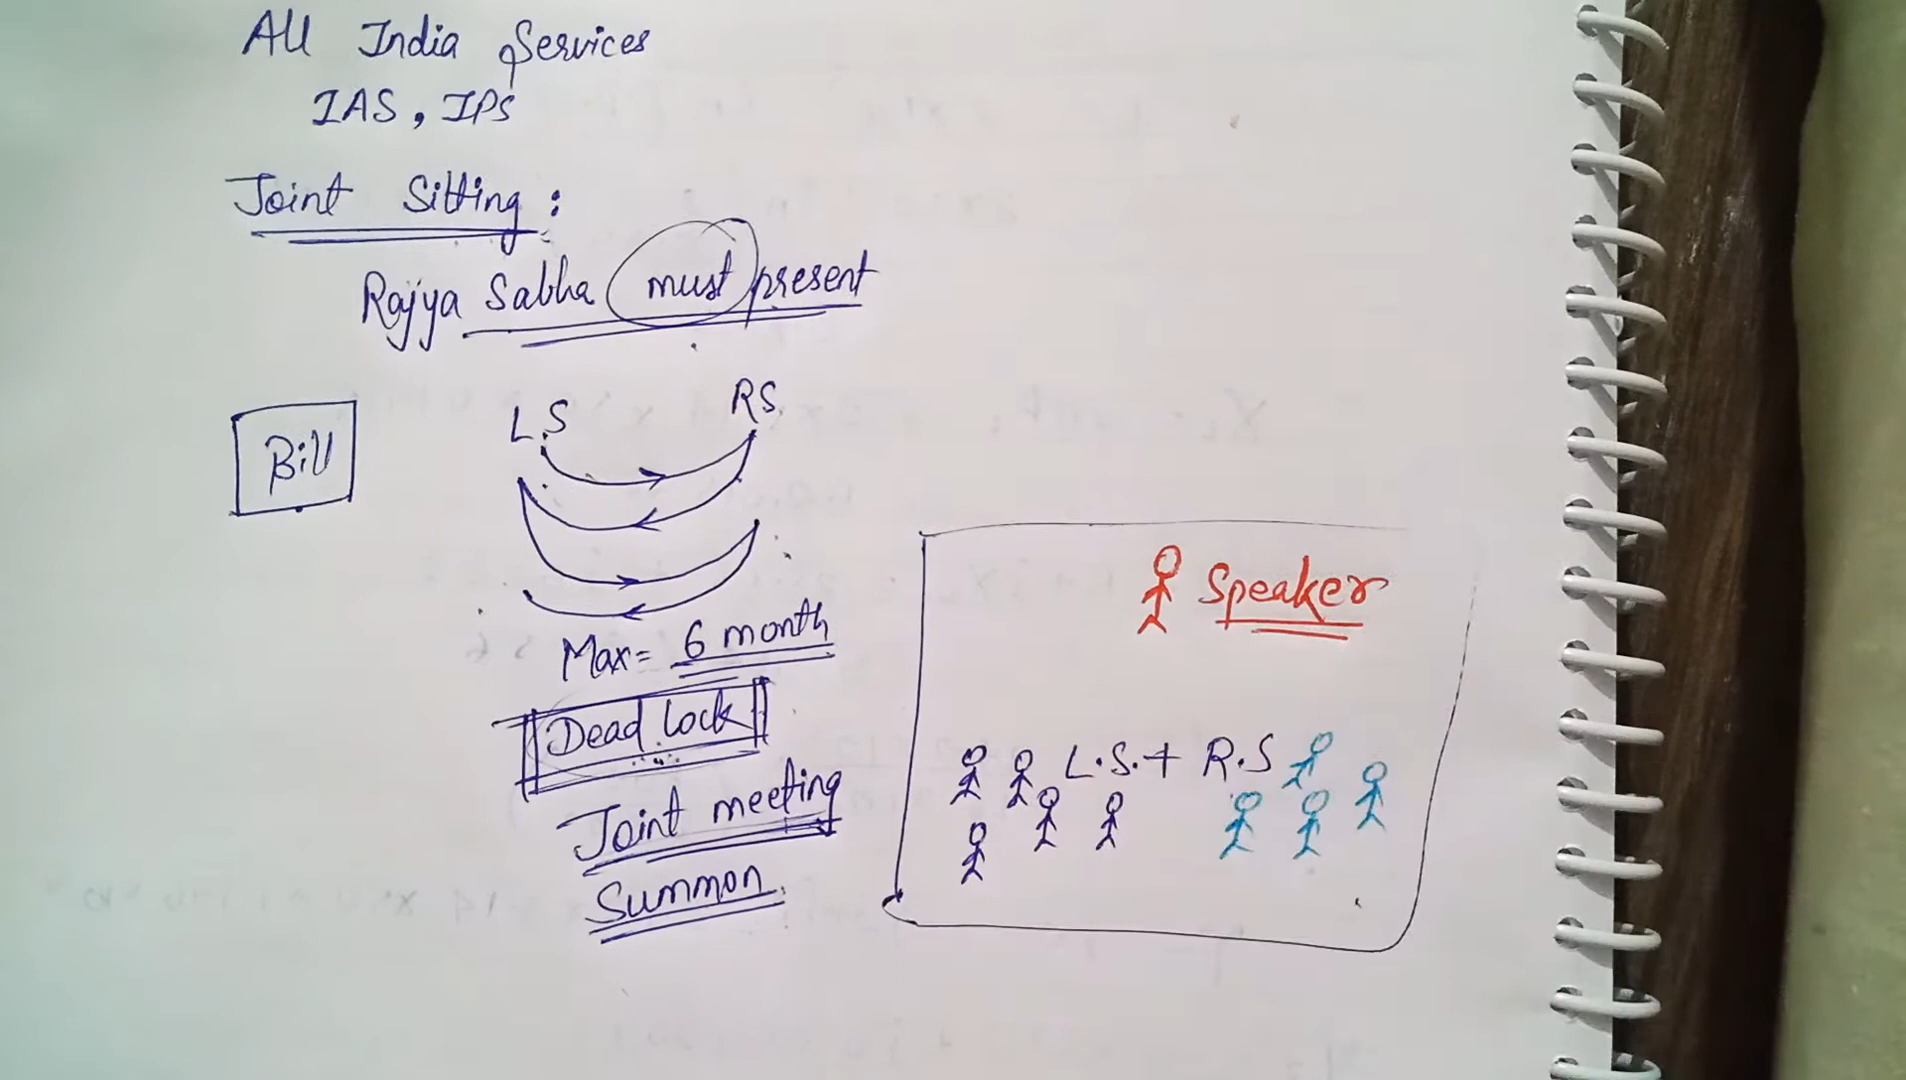 All India Services
IAS, IPS
Joint Sitting:
Rajya Sabha must present
Bill
L.S
RS.
Max= 6 month
Dead lock
Joint meeting
Summon.
Speaker
L.S.+ R.S